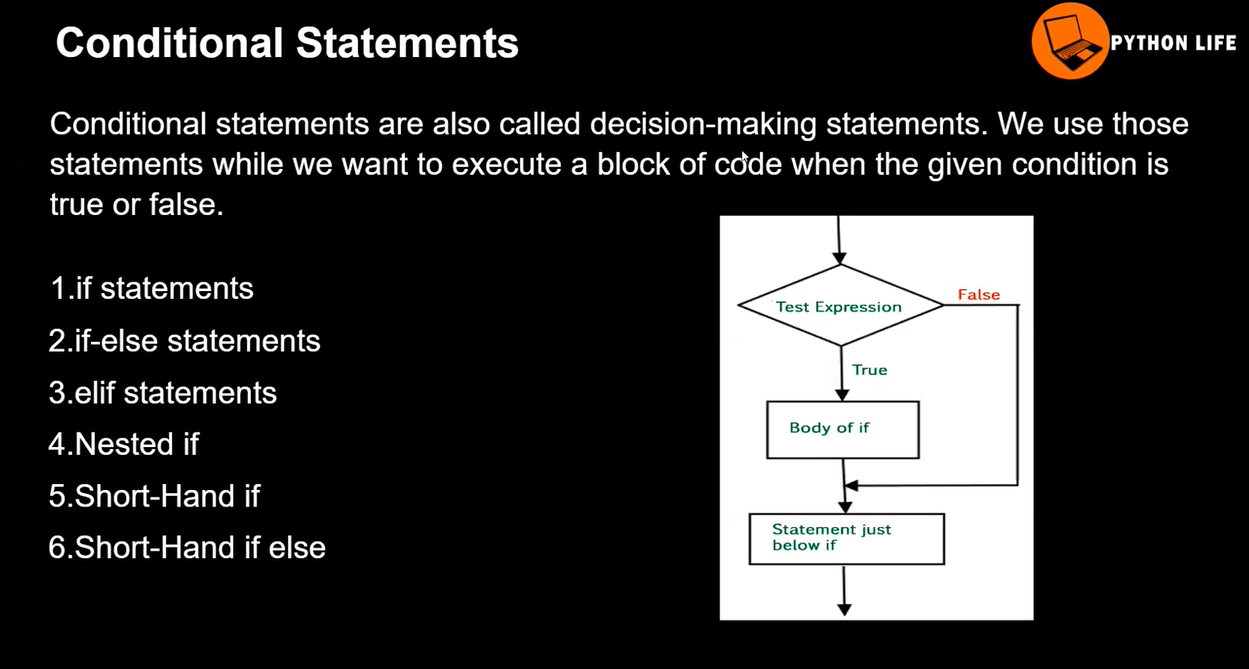 Conditional Statements
PYTHON LIFE
Conditional statements are also called decision-making statements. We use those
statements while we want to execute a block of code when the given condition is
true or false.
1.if statements
2.if-else statements
3.elif statements
4.Nested if
5.Short-Hand if
6.Short-Hand if else
Test Expression
False
True
Body of if
Statement just
below if